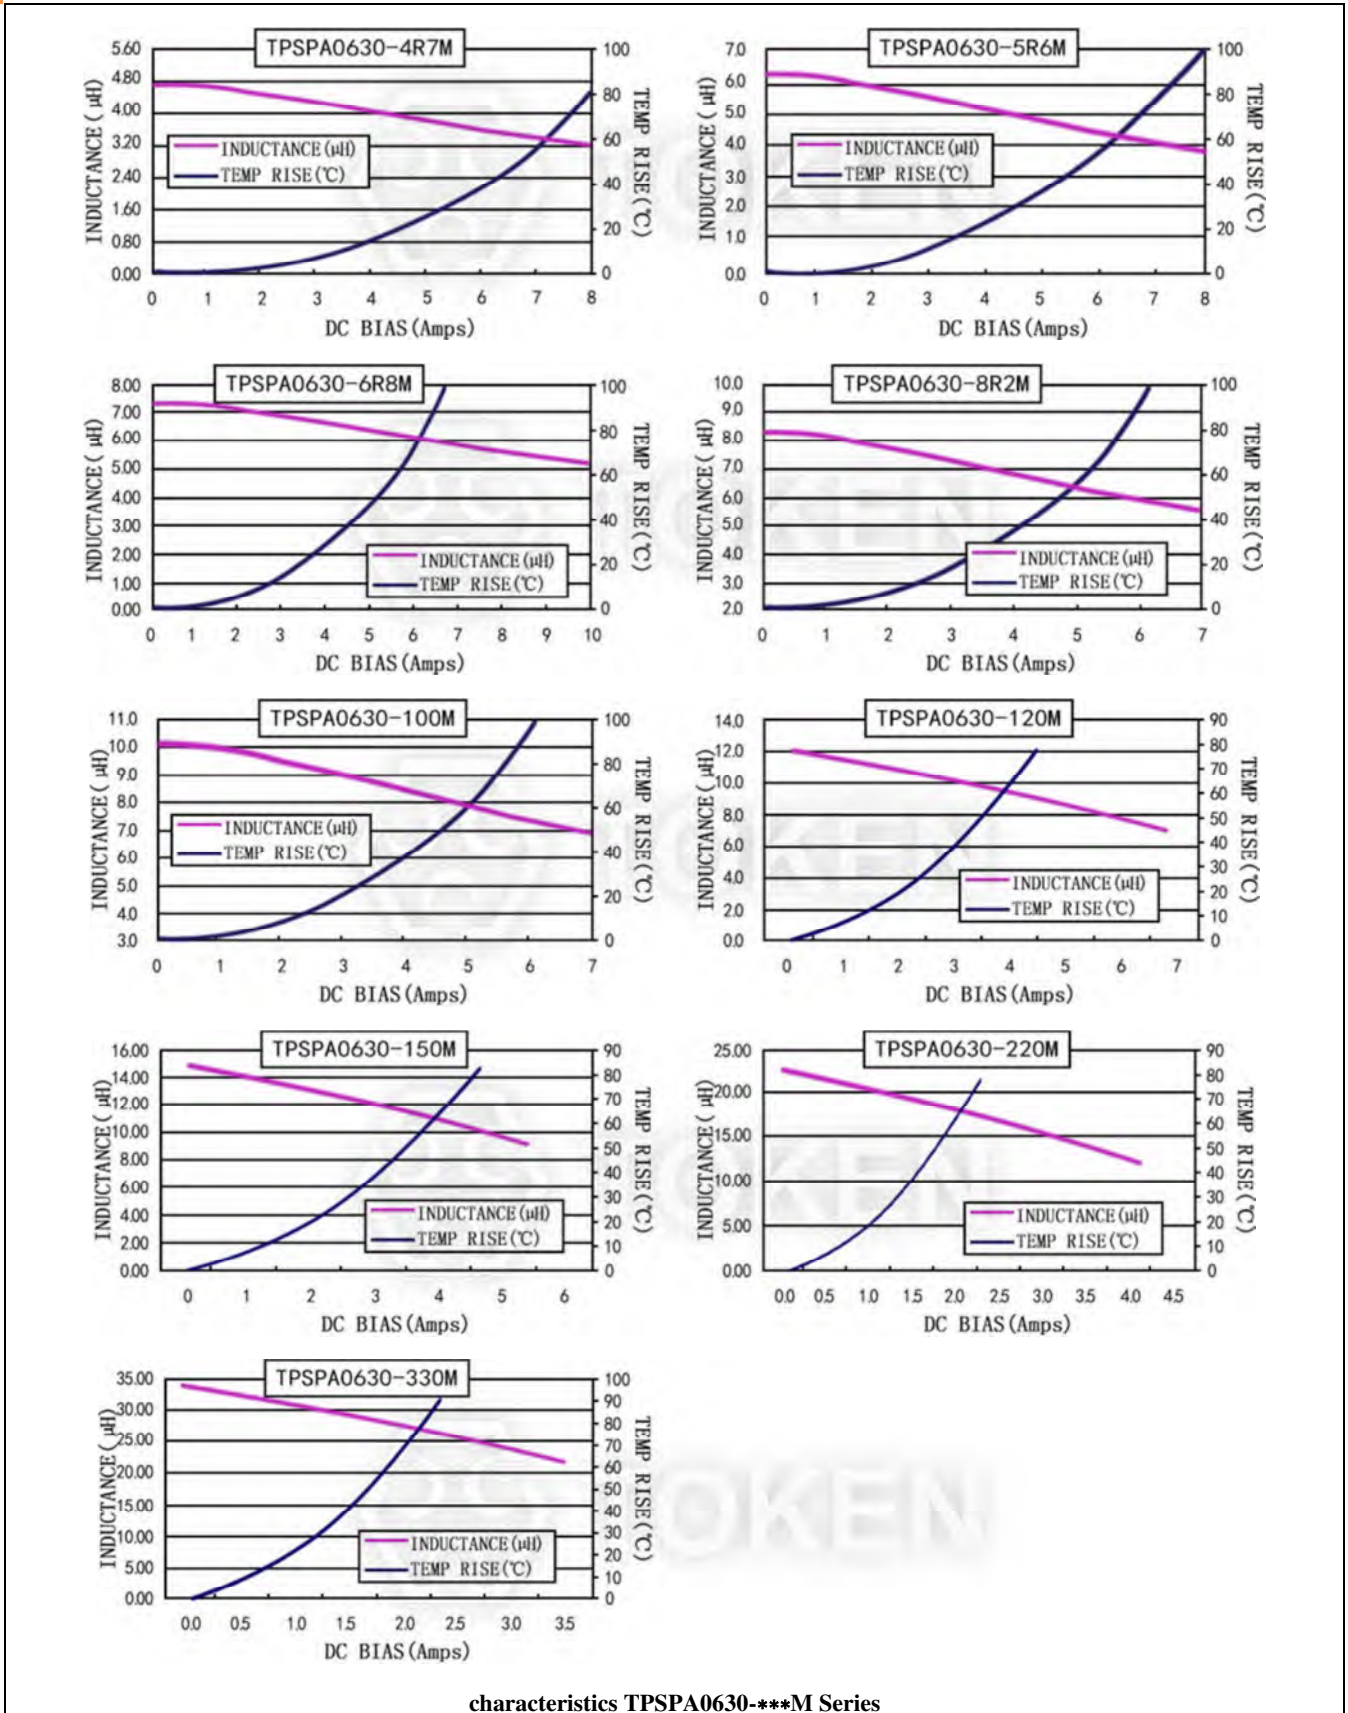 TPSPA0630-4R7M
5.60
4.80
4.00
3.20
2.40
1.60
0.80
0.00
INDUCTANCE( μH)
100
80
60
40
20
0
TEMP RISE(℃)
INDUCTANCE(μH)
TEMP RISE(℃)
0 1 2 3 4 5 6 7 8
DC BIAS(Amps)
TPSPA0630-5R6M
7.0
6.0
5.0
4.0
3.0
2.0
1.0
0.0
INDUCTANCE( μH)
100
80
60
40
20
0
TEMP RISE(℃)
INDUCTANCE(μH)
TEMP RISE(℃)
0 1 2 3 4 5 6 7 8
DC BIAS(Amps)
TPSPA0630-6R8M
8.00
7.00
6.00
5.00
4.00
3.00
2.00
1.00
0.00
INDUCTANCE( μH)
100
80
60
40
20
0
TEMP RISE(℃)
INDUCTANCE(μH)
TEMP RISE(℃)
0 1 2 3 4 5 6 7 8 9 10
DC BIAS(Amps)
TPSPA0630-8R2M
10.0
9.0
8.0
7.0
6.0
5.0
4.0
3.0
2.0
INDUCTANCE( μH)
100
80
60
40
20
0
TEMP RISE(℃)
INDUCTANCE(μH)
TEMP RISE(℃)
0 1 2 3 4 5 6 7
DC BIAS(Amps)
TPSPA0630-100M
11.0
10.0
9.0
8.0
7.0
6.0
5.0
4.0
3.0
INDUCTANCE( μH)
100
80
60
40
20
0
TEMP RISE(℃)
INDUCTANCE(μH)
TEMP RISE(℃)
0 1 2 3 4 5 6 7
DC BIAS(Amps)
TPSPA0630-120M
14.0
12.0
10.0
8.0
6.0
4.0
2.0
0.0
INDUCTANCE( μH)
90
80
70
60
50
40
30
20
10
0
TEMP RISE(℃)
INDUCTANCE(μH)
TEMP RISE(℃)
0 1 2 3 4 5 6 7
DC BIAS(Amps)
TPSPA0630-150M
16.00
14.00
12.00
10.00
8.00
6.00
4.00
2.00
0.00
INDUCTANCE( μH)
90
80
70
60
50
40
30
20
10
0
TEMP RISE(℃)
INDUCTANCE(μH)
TEMP RISE(℃)
0 1 2 3 4 5 6
DC BIAS(Amps)
TPSPA0630-220M
25.00
20.00
15.00
10.00
5.00
0.00
INDUCTANCE( μH)
90
80
70
60
50
40
30
20
10
0
TEMP RISE(℃)
INDUCTANCE(μH)
TEMP RISE(℃)
0.0 0.5 1.0 1.5 2.0 2.5 3.0 3.5 4.0 4.5
DC BIAS(Amps)
TPSPA0630-330M
35.00
30.00
25.00
20.00
15.00
10.00
5.00
0.00
INDUCTANCE( μH)
100
90
80
70
60
50
40
30
20
10
0
TEMP RISE(℃)
INDUCTANCE(μH)
TEMP RISE(℃)
0.0 0.5 1.0 1.5 2.0 2.5 3.0 3.5
DC BIAS(Amps)
TOKEN
characteristics TPSPA0630-***M Series